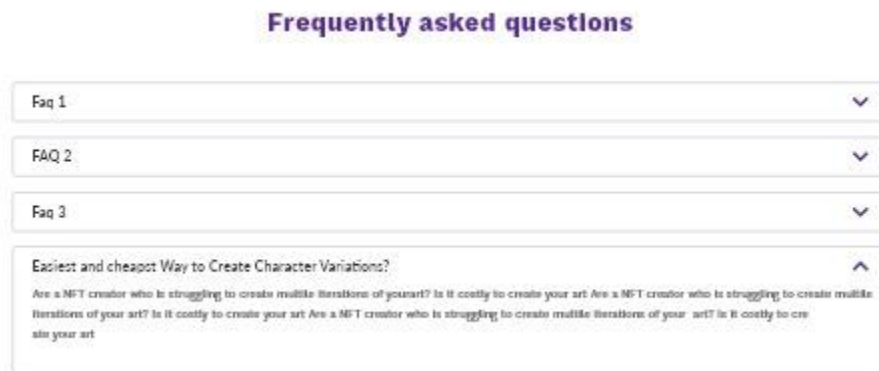 Frequently asked questions
Faq 1
FAQ 2
Faq 3
Easiest and cheapst Way to Create Character Variations?
Are a NFT creator who is struggling to create multile iterations of yourart? Is it costly to create your art Are a NFT creator who is struggling to create multile
iterations of your art? Is it costly to create your art Are a NFT creator who is struggling to create multile iterations of your art? Is it costly to cre
ate your art